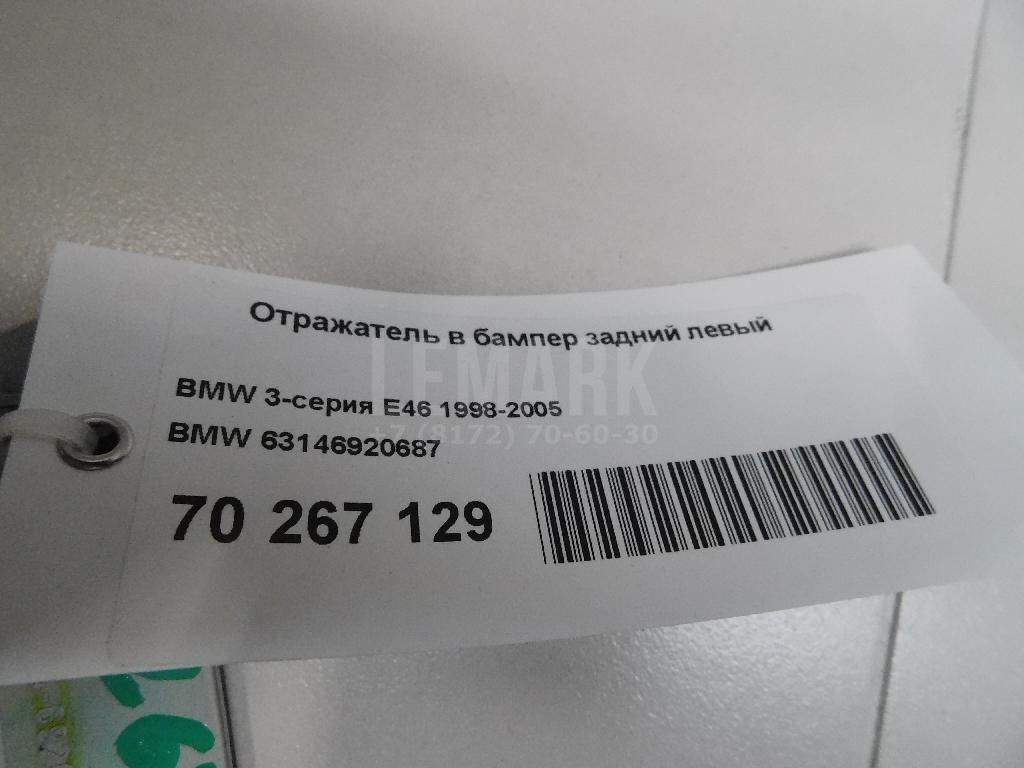 Отражатель в бампер задний левый
LEMARK
BMW 3-серия E46 1998-2005
+7 (8172) 70-60-30
BMW 63146920687
70 267 129